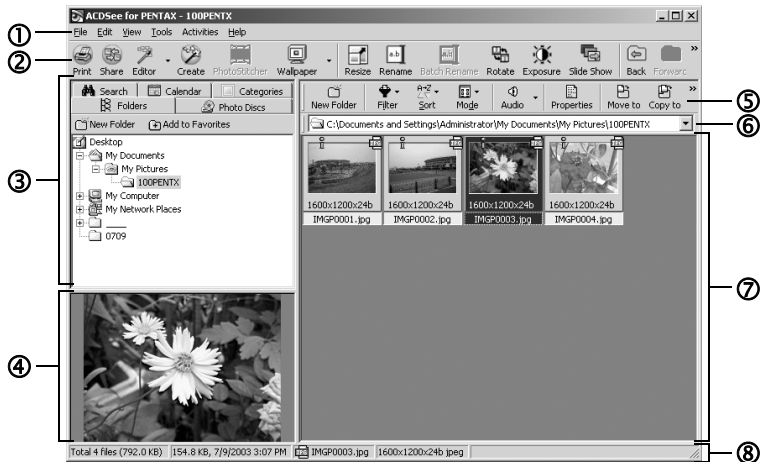 ACDSee for PENTAX - 100PENTX
① File Edit View Tools Activities Help
② Print Share Editor Create PhotoStitcher Wallpaper Resize Rename Batch Rename Rotate Exposure Slide Show Back Forward »
③ Search Calendar Categories
Folders Photo Discs
New Folder Add to Favorites
Desktop
My Documents
My Pictures
100PENTX
My Computer
My Network Places
____
0709
④
New Folder Filter Sort Mode Audio Properties Move to Copy to » ⑤
C:\Documents and Settings\Administrator\My Documents\My Pictures\100PENTX ⑥
1600x1200x24b 1600x1200x24b 1600x1200x24b 1600x1200x24b
IMGP0001.jpg IMGP0002.jpg IMGP0003.jpg IMGP0004.jpg
⑦
Total 4 files (792.0 KB) 154.8 KB, 7/9/2003 3:07 PM IMGP0003.jpg 1600x1200x24b jpeg ⑧